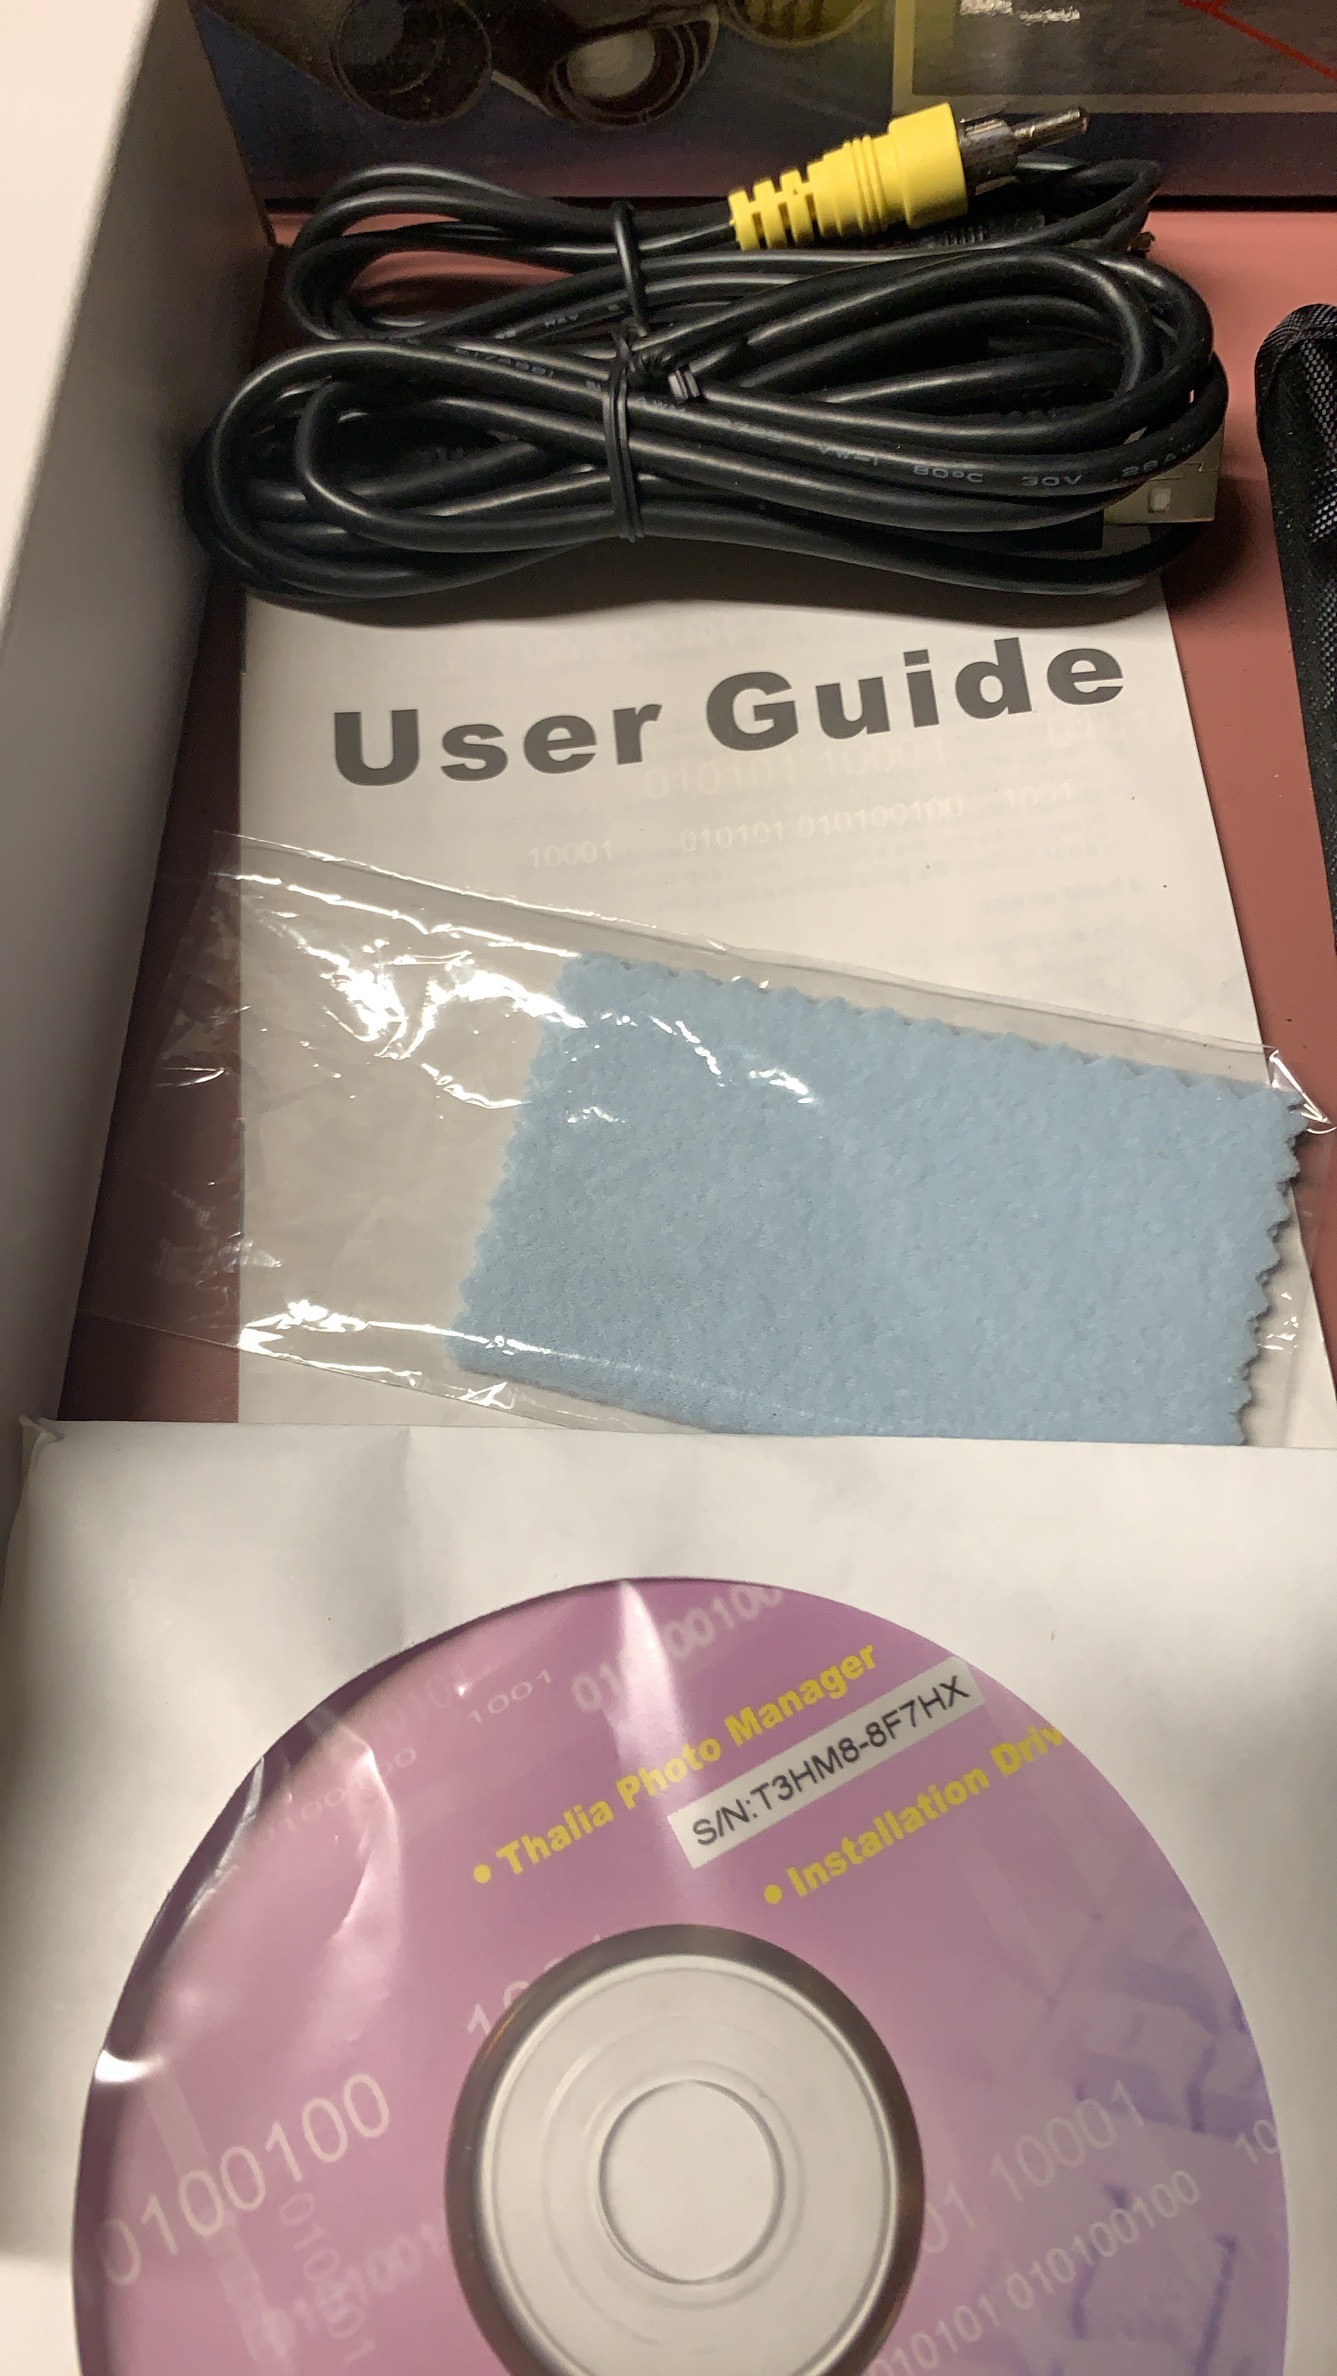 80°C 30V 28A
User Guide
010101 10001
10001 010101 010100100 1001
1001
• Thalia Photo Manager
S/N:T3HM8-8F7HX
• Installation Driv
0100100
10001
010100100